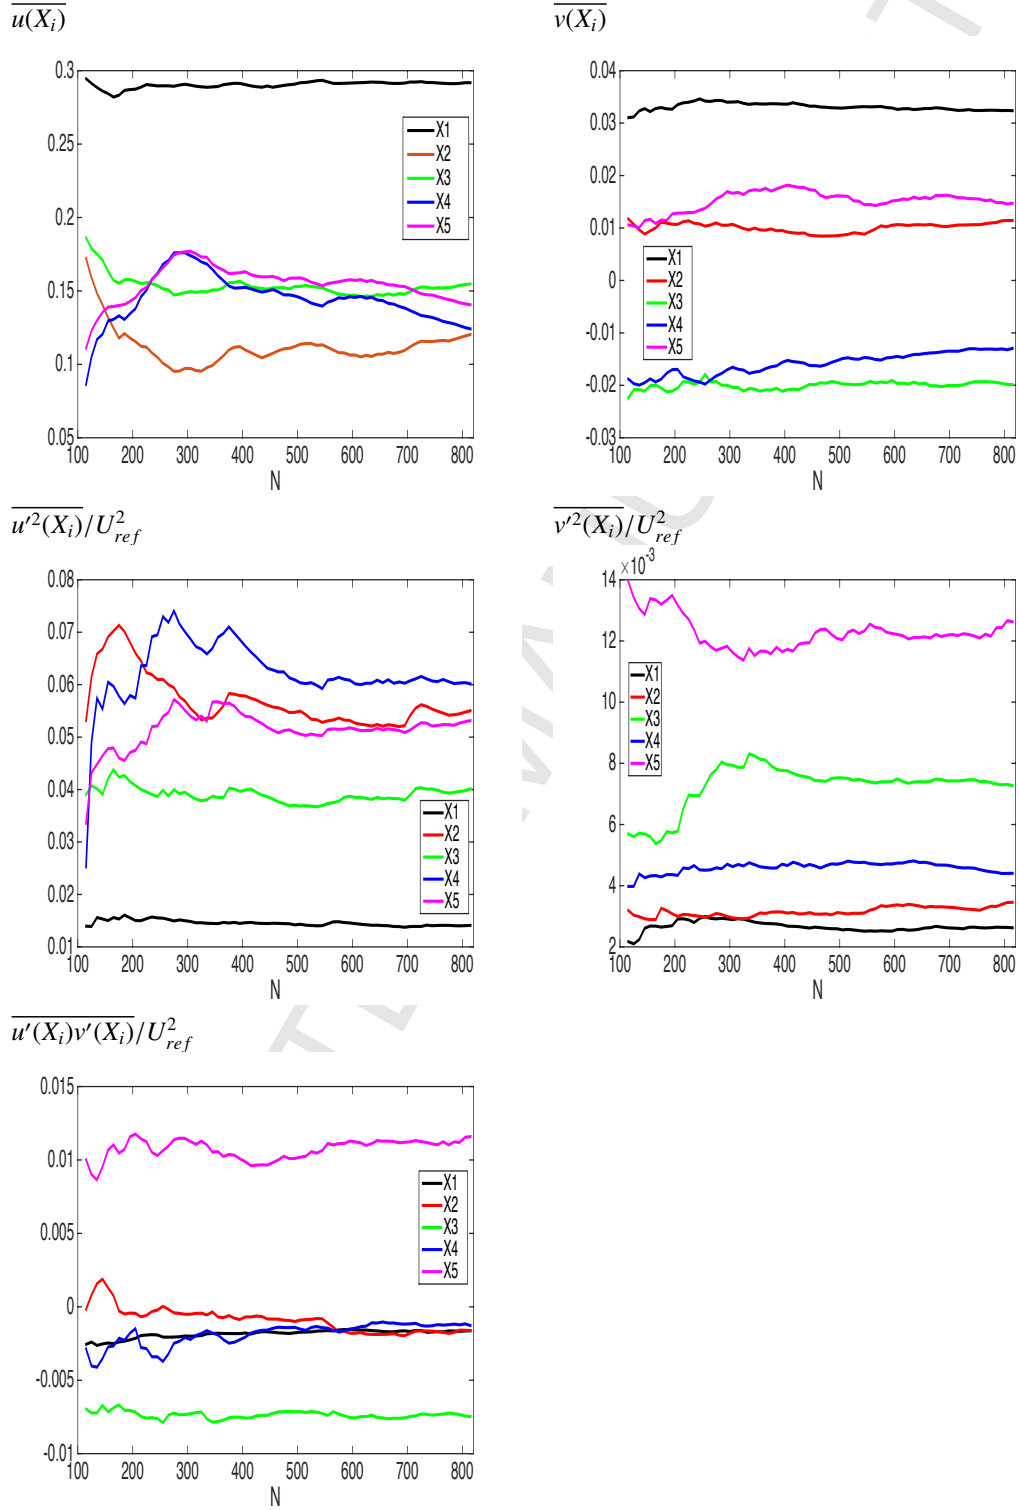 u(Xᵢ)
0.3
0.25
0.2
0.15
0.1
0.05
100 200 300 400 500 600 700 800
N
X1
X2
X3
X4
X5
v(Xᵢ)
0.04
0.03
0.02
0.01
0
-0.01
-0.02
-0.03
100 200 300 400 500 600 700 800
N
X1
X2
X3
X4
X5
u′²(Xᵢ)/U²ref
0.08
0.07
0.06
0.05
0.04
0.03
0.02
0.01
100 200 300 400 500 600 700 800
N
X1
X2
X3
X4
X5
v′²(Xᵢ)/U²ref
×10⁻³
14
12
10
8
6
4
2
100 200 300 400 500 600 700 800
N
X1
X2
X3
X4
X5
u′(Xᵢ)v′(Xᵢ)/U²ref
0.015
0.01
0.005
0
-0.005
-0.01
100 200 300 400 500 600 700 800
N
X1
X2
X3
X4
X5